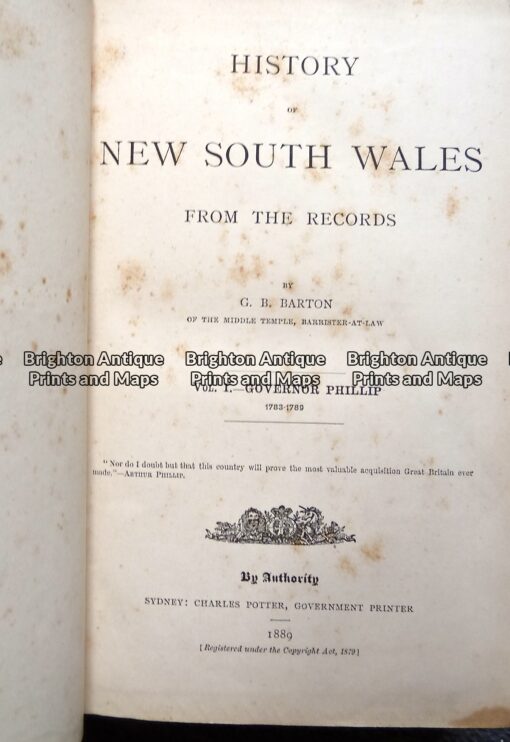 HISTORY
OF
NEW SOUTH WALES
FROM THE RECORDS
BY
G. B. BARTON
OF THE MIDDLE TEMPLE, BARRISTER-AT-LAW
Brighton Antique Prints and Maps
Brighton Antique Prints and Maps
Brighton Antique Prints and Maps
VOL. I.—GOVERNOR PHILLIP
1783-1789
"Nor do I doubt but that this country will prove the most valuable acquisition Great Britain ever
made."—ARTHUR PHILLIP.
By Authority
SYDNEY: CHARLES POTTER, GOVERNMENT PRINTER
1889
[Registered under the Copyright Act, 1879]